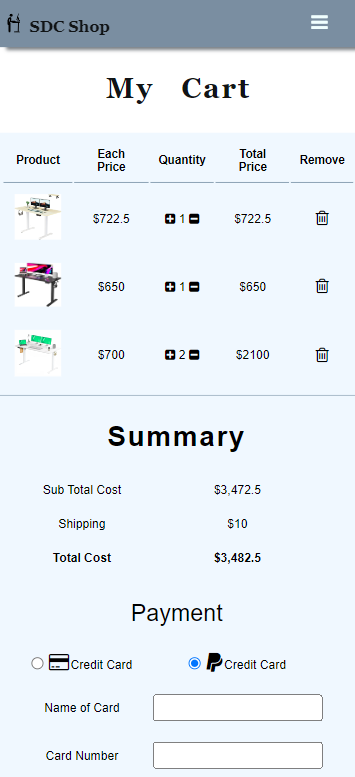 SDC Shop
My Cart
Product Each Price Quantity Total Price Remove
$722.5 1 $722.5
$650 1 $650
$700 2 $2100
Summary
Sub Total Cost $3,472.5
Shipping $10
Total Cost $3,482.5
Payment
Credit Card Credit Card
Name of Card
Card Number